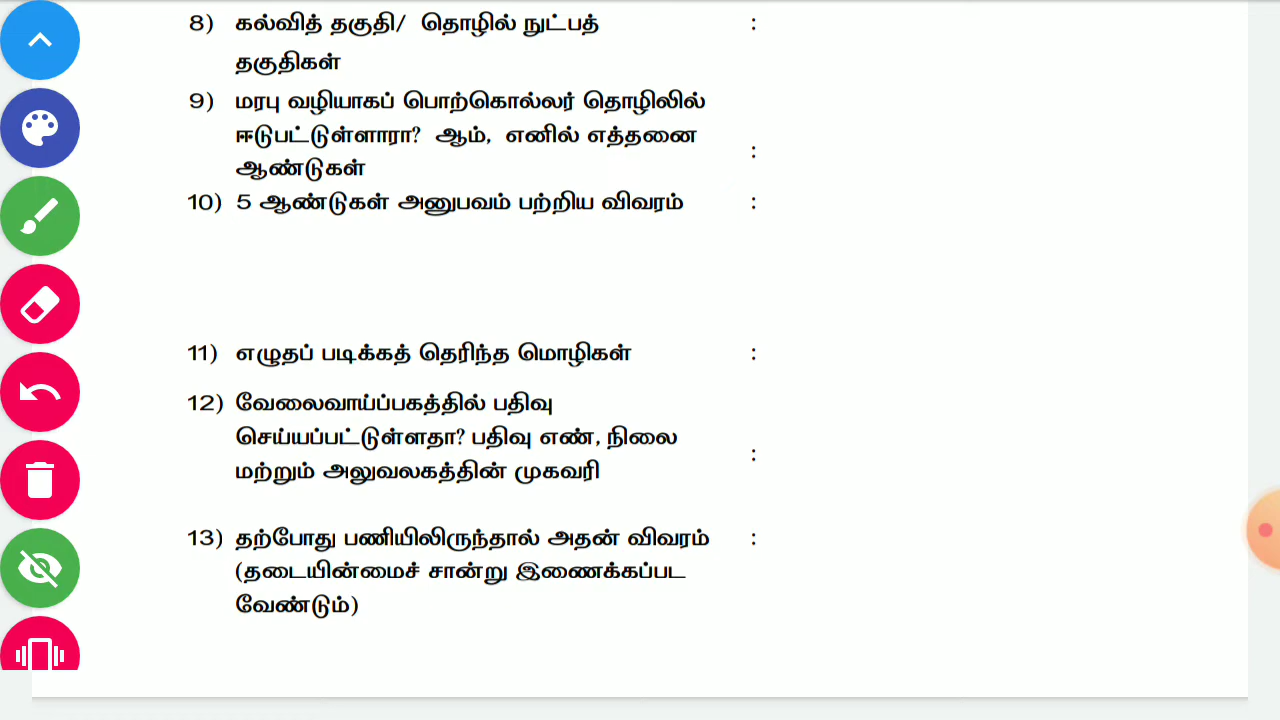 8) கல்வித் தகுதி/ தொழில் நுட்பத் :
தகுதிகள்
9) மரபு வழியாகப் பொற்கொல்லர் தொழிலில்
ஈடுபட்டுள்ளாரா? ஆம், எனில் எத்தனை
ஆண்டுகள் :
10) 5 ஆண்டுகள் அனுபவம் பற்றிய விவரம் :
11) எழுதப் படிக்கத் தெரிந்த மொழிகள் :
12) வேலைவாய்ப்பகத்தில் பதிவு
செய்யப்பட்டுள்ளதா? பதிவு எண், நிலை
மற்றும் அலுவலகத்தின் முகவரி :
13) தற்போது பணியிலிருந்தால் அதன் விவரம் :
(தடையின்மைச் சான்று இணைக்கப்பட
வேண்டும்)